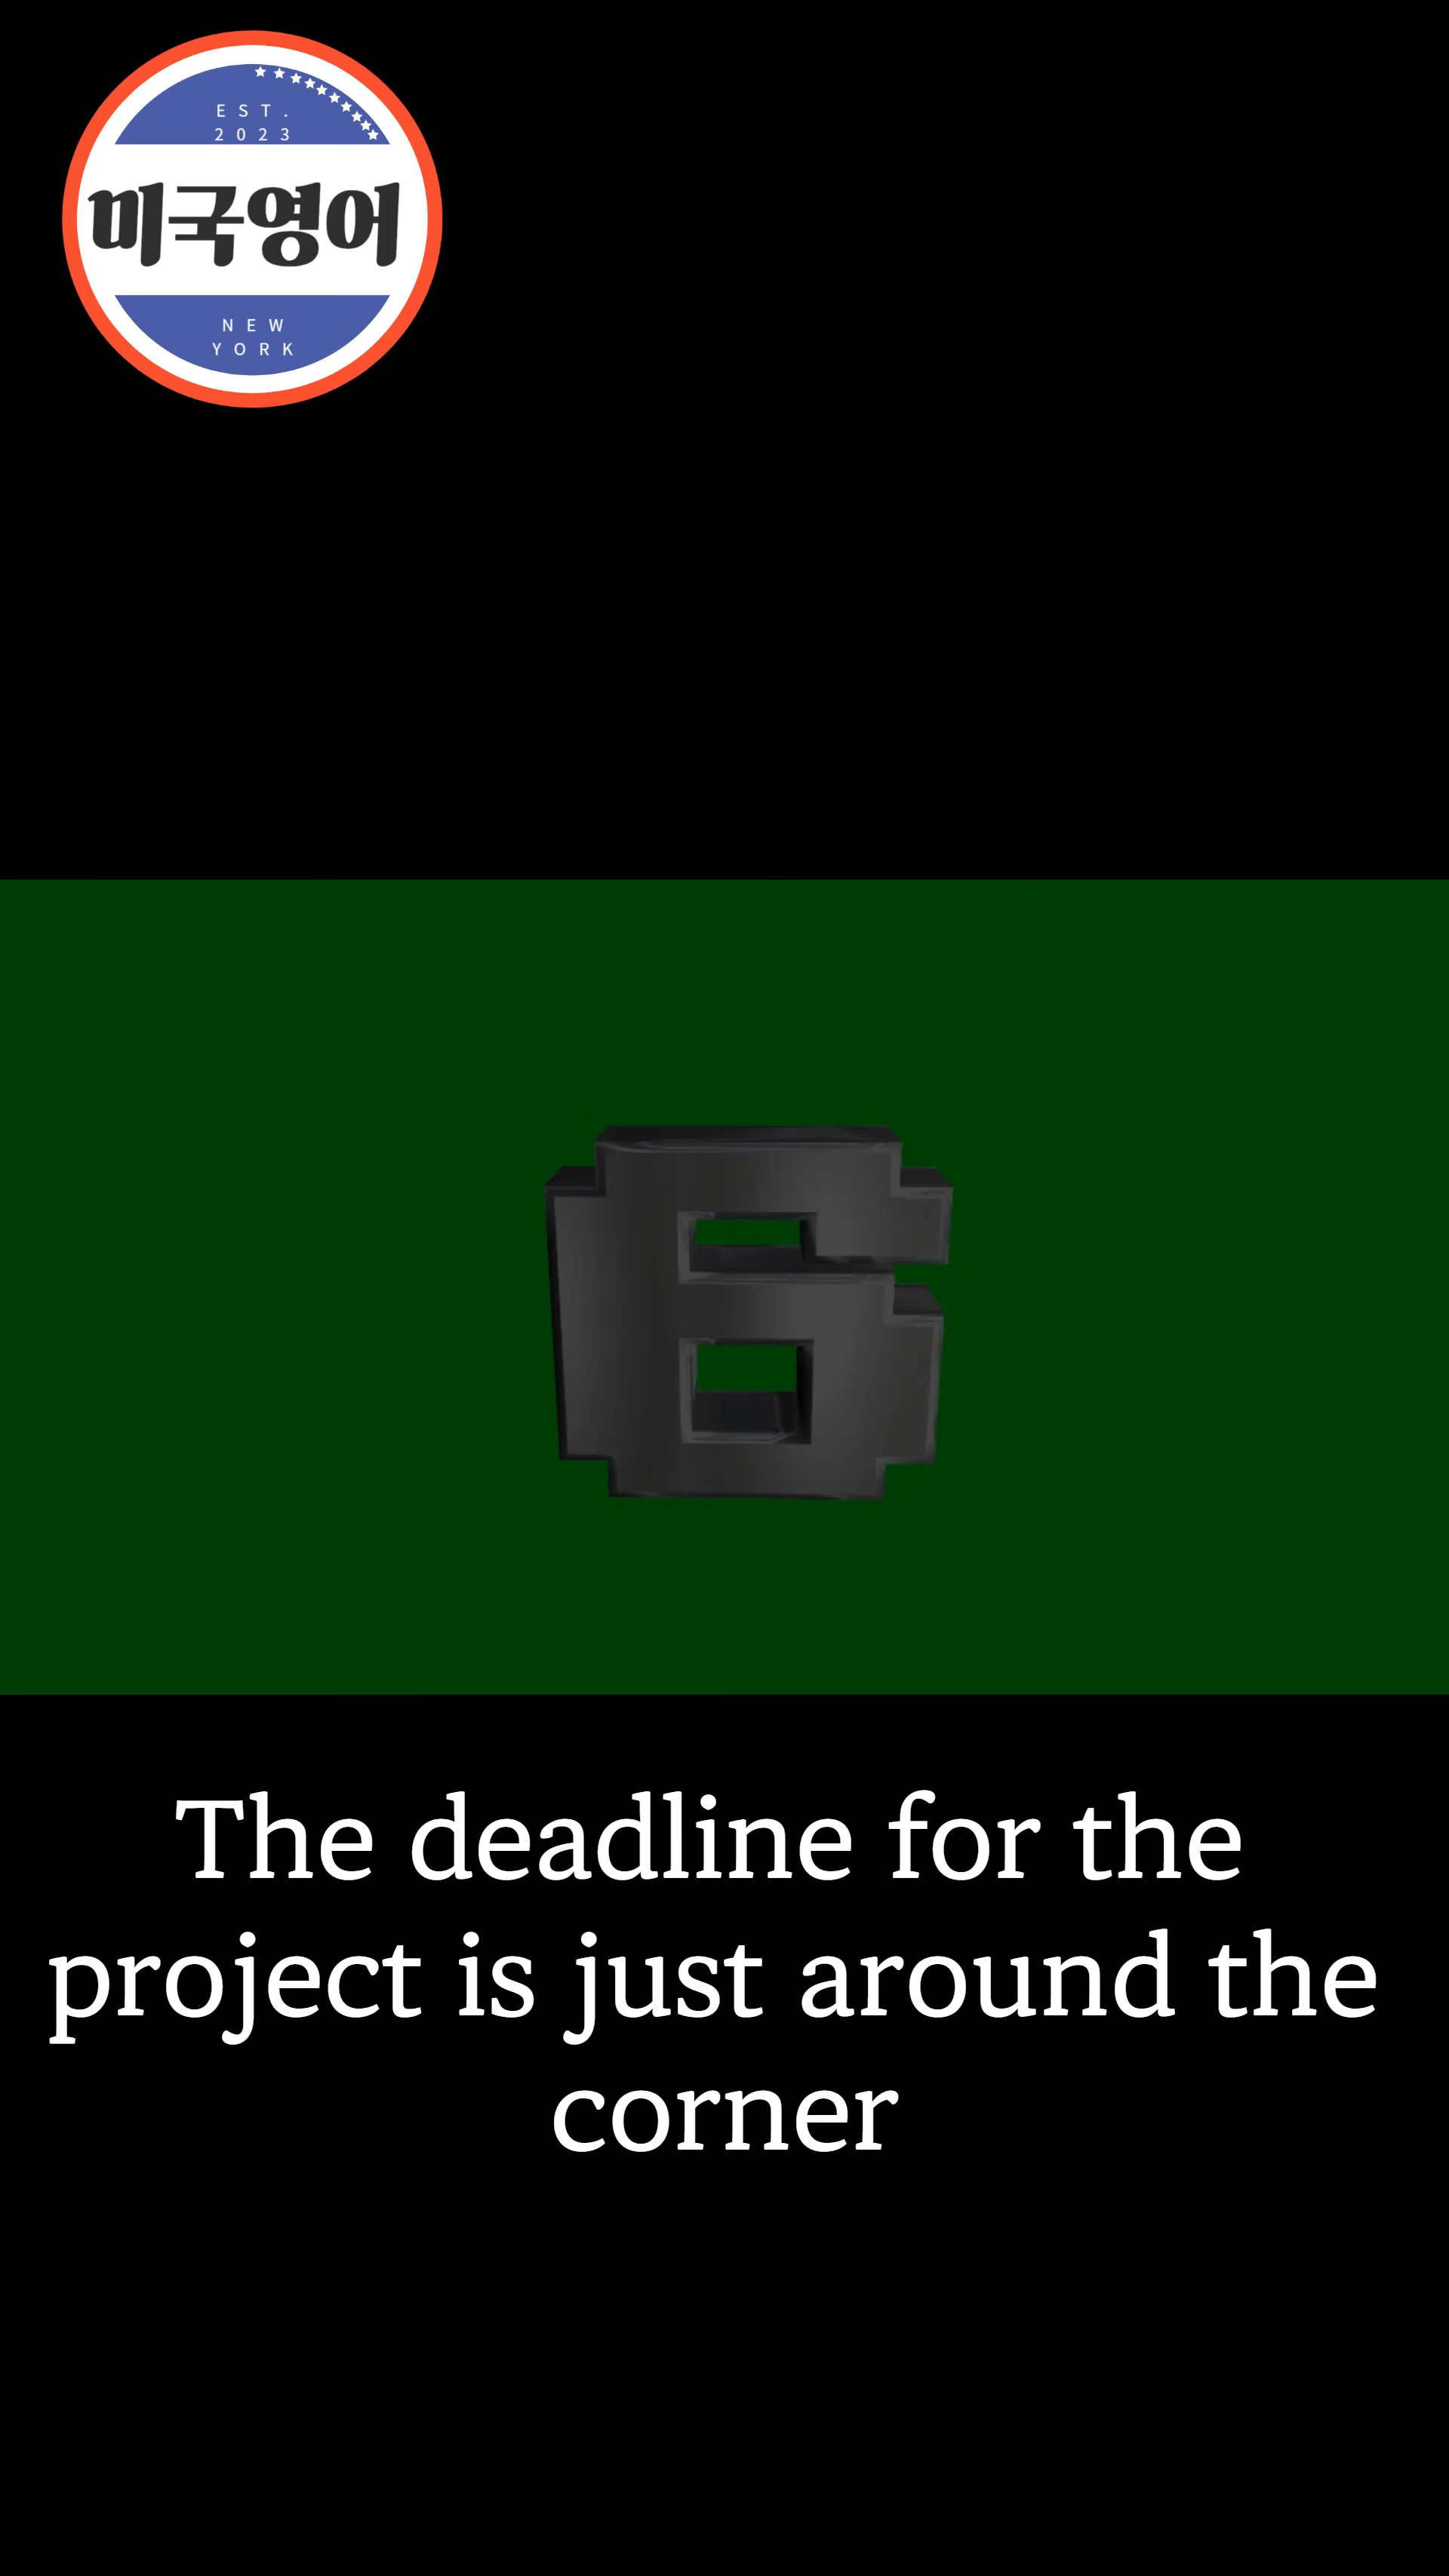 EST.
2023
미국영어
NEW
YORK
6
The deadline for the
project is just around the
corner